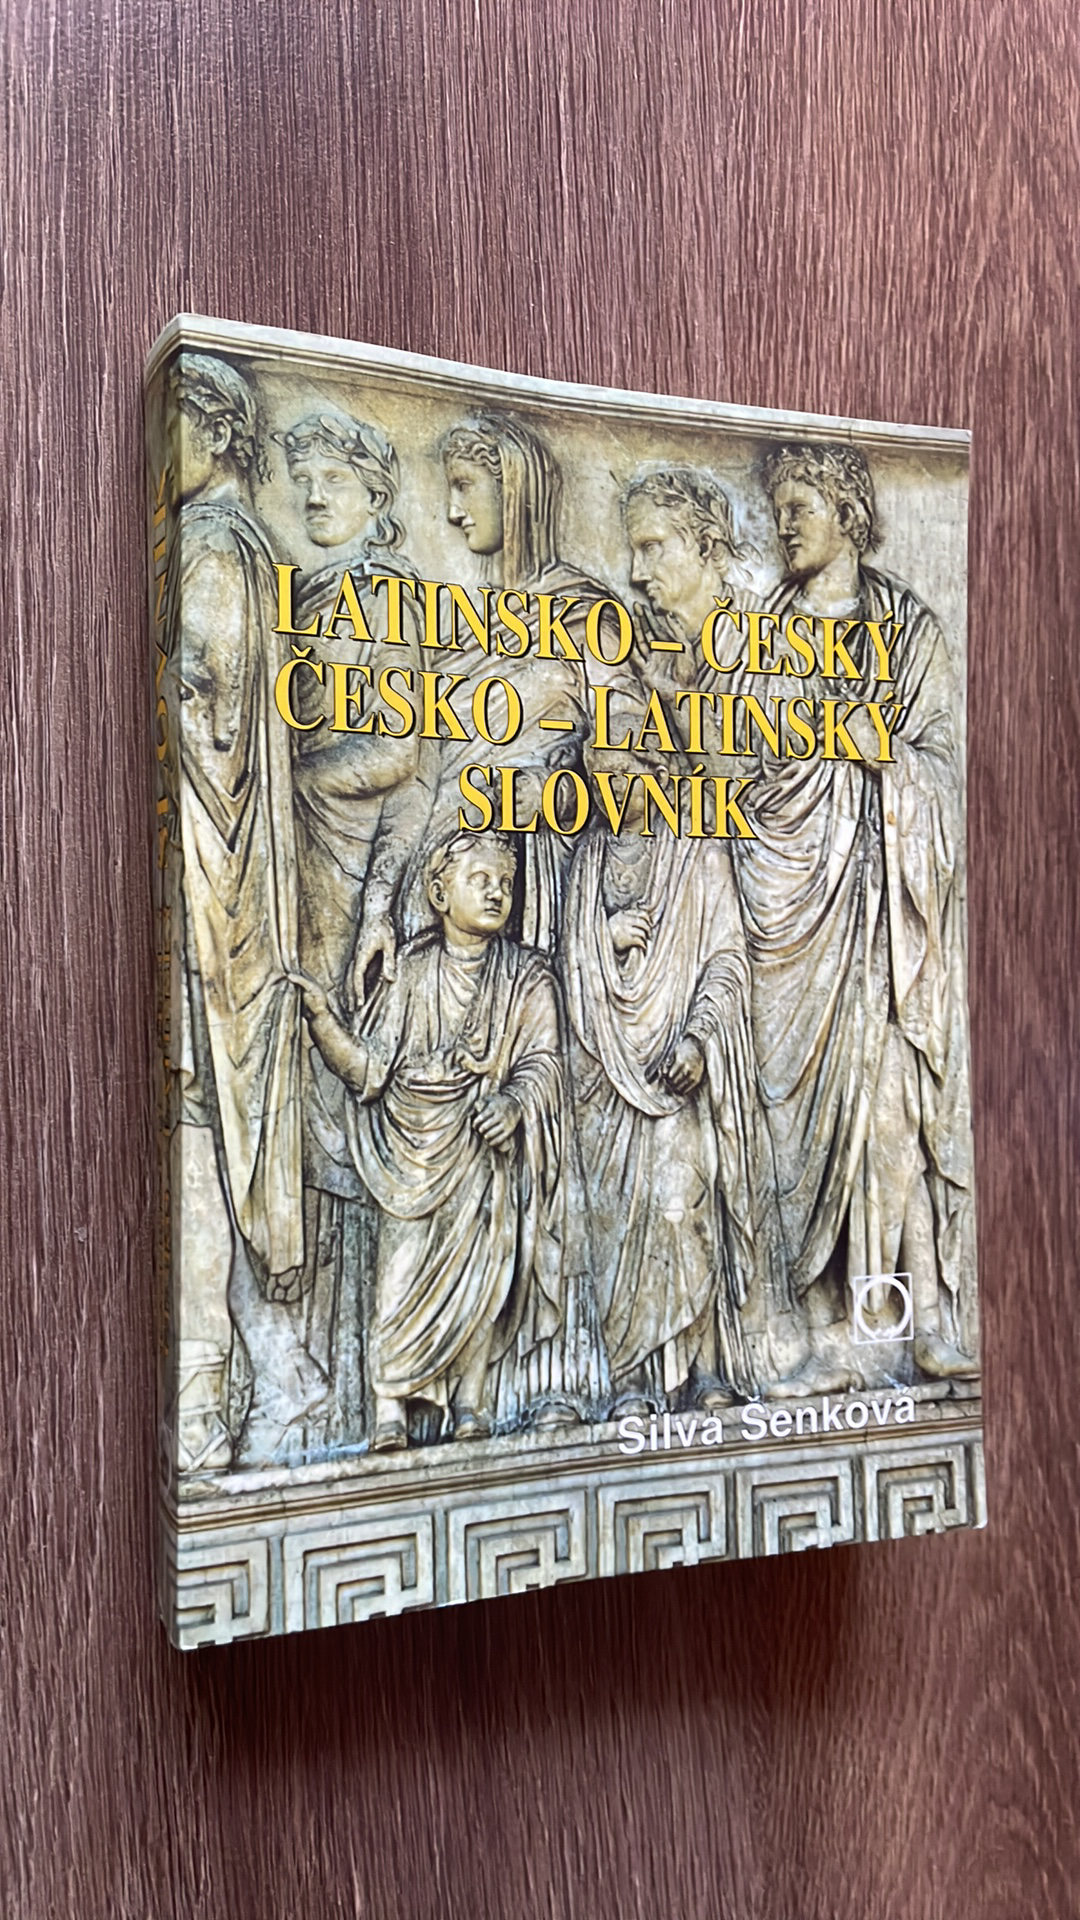 LATINSKO – ČESKÝ
ČESKO – LATINSKÝ
SLOVNÍK
Silva Šenková